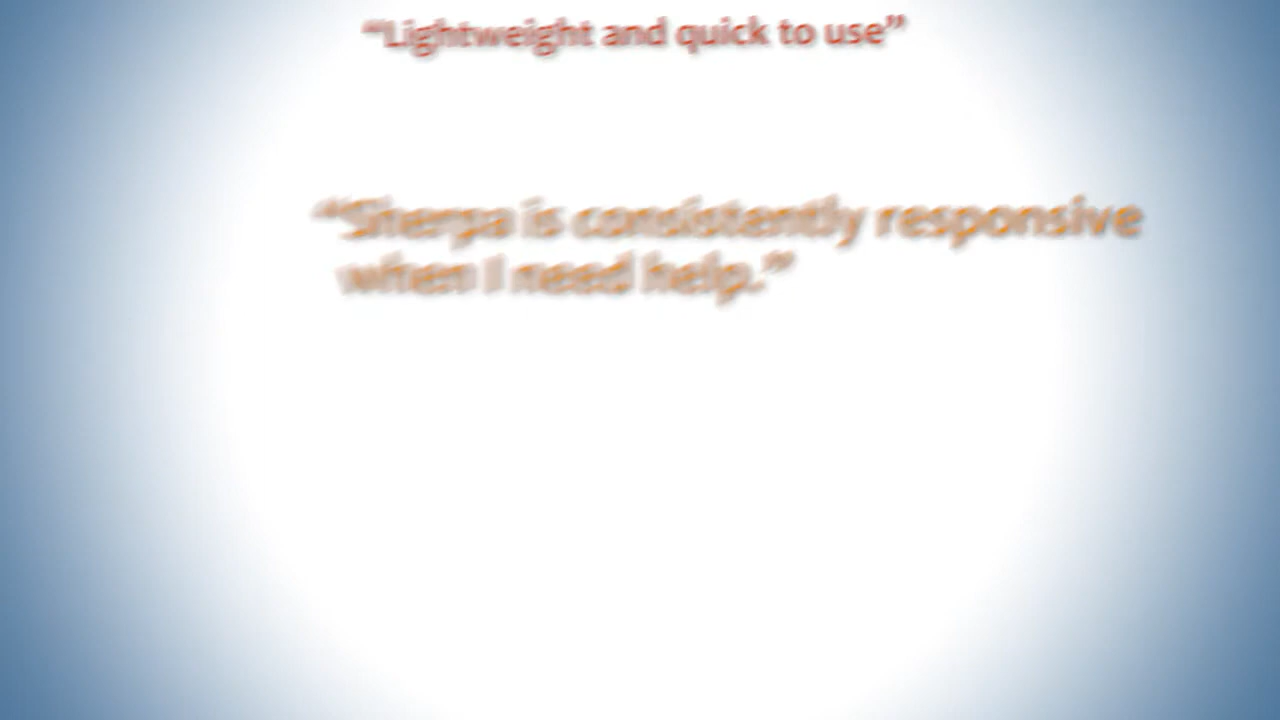 “Lightweight and quick to use”
“Sherpa is consistently responsive
when I need help.”